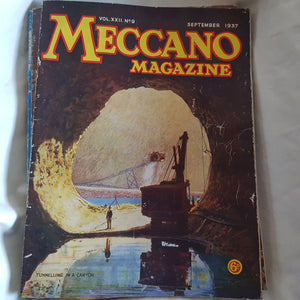 VOL. XXII. Nº 9
SEPTEMBER 1937
MECCANO
MAGAZINE
TUNNELLING IN A CANYON
6D